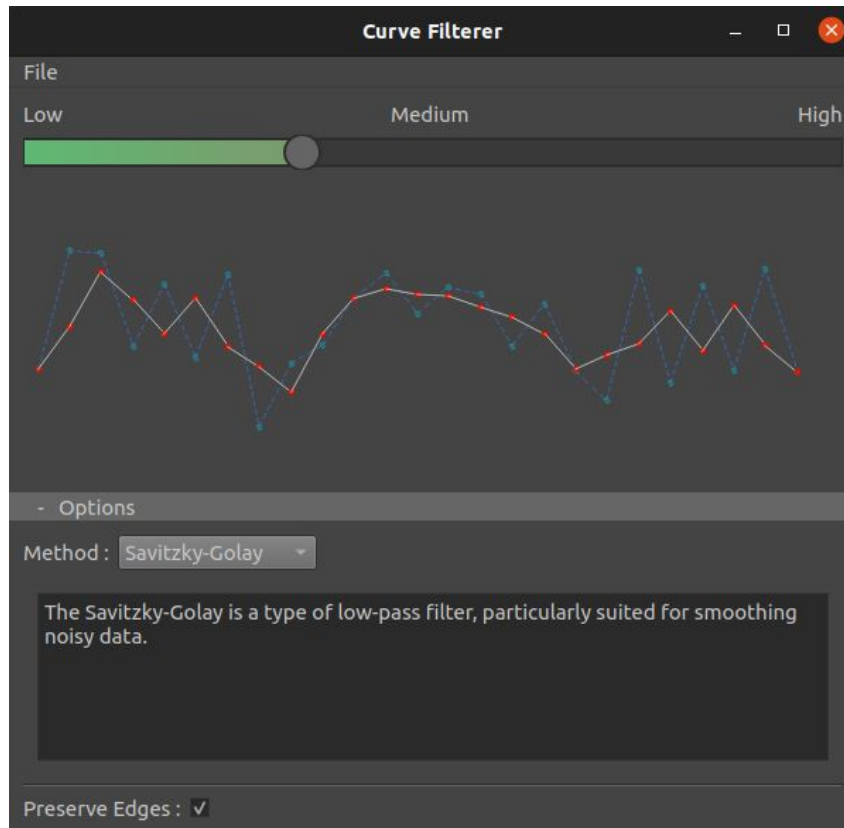 Curve Filterer
File
Low Medium High
- Options
Method : Savitzky-Golay
The Savitzky-Golay is a type of low-pass filter, particularly suited for smoothing
noisy data.
Preserve Edges :